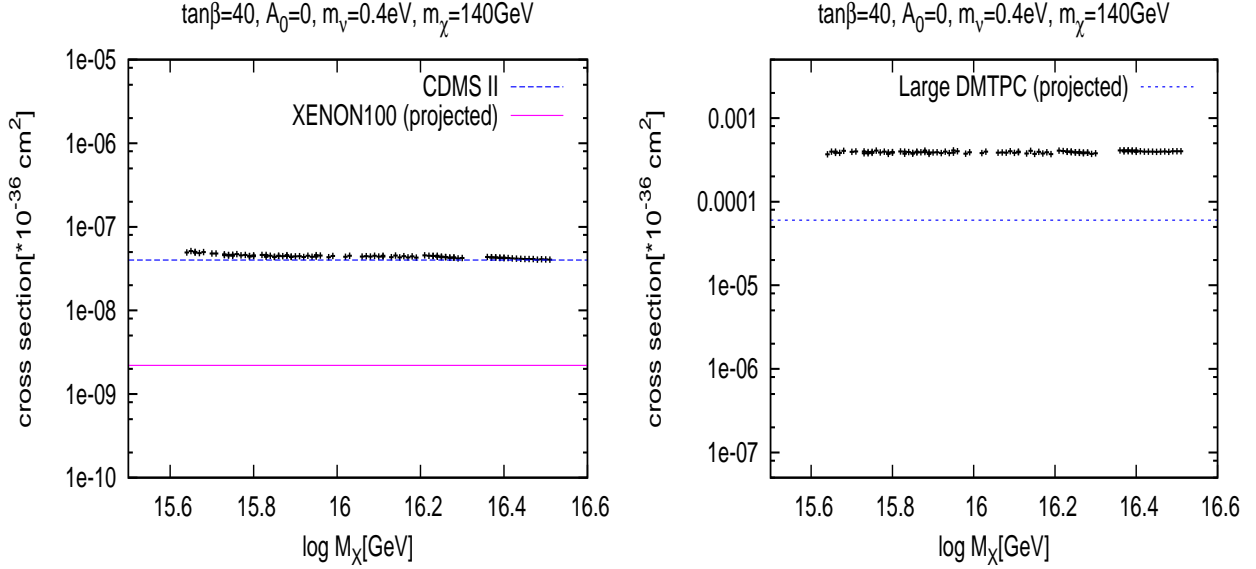 tanβ=40, A₀=0, mᵥ=0.4eV, mᵪ=140GeV
1e-05
1e-06
1e-07
1e-08
1e-09
1e-10
cross section[*10⁻³⁶ cm²]
CDMS II
XENON100 (projected)
15.6 15.8 16 16.2 16.4 16.6
log M_X[GeV]
tanβ=40, A₀=0, mᵥ=0.4eV, mᵪ=140GeV
0.001
0.0001
1e-05
1e-06
1e-07
cross section[*10⁻³⁶ cm²]
Large DMTPC (projected)
15.6 15.8 16 16.2 16.4 16.6
log M_X[GeV]